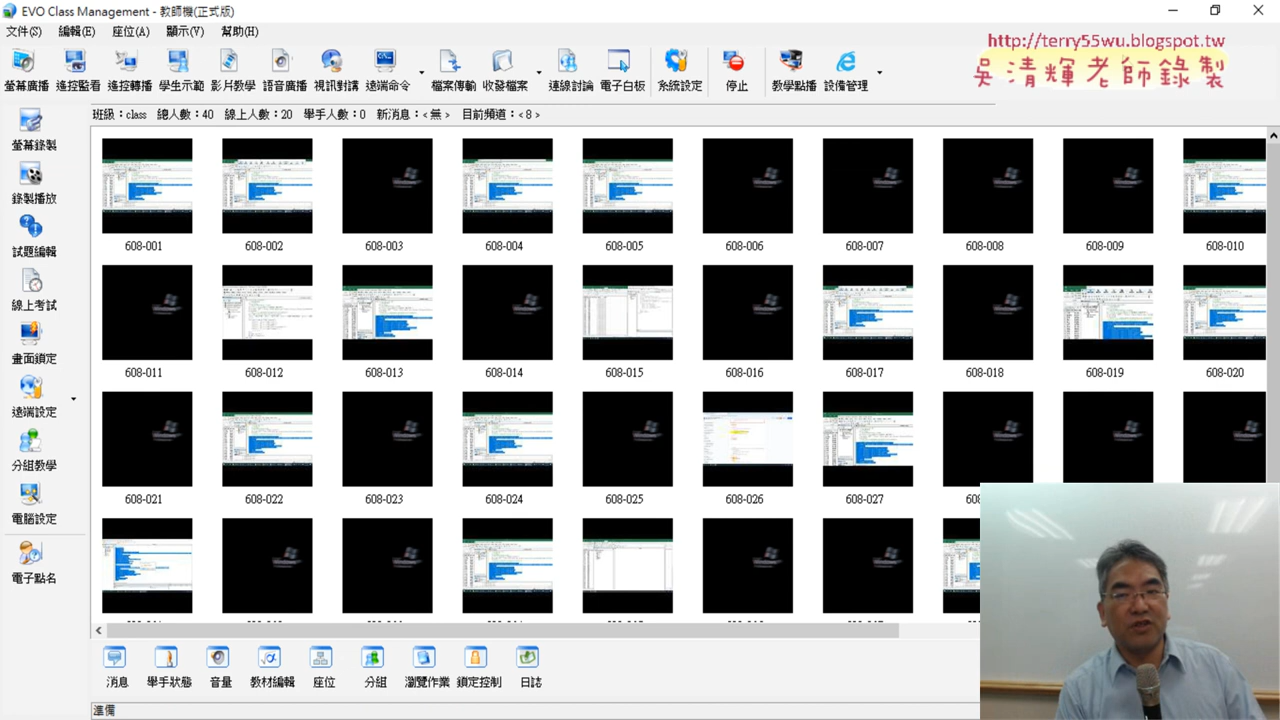 EVO Class Management - 教師機(正式版)
文件(S) 編輯(E) 座位(A) 顯示(V) 幫助(H)
http://terry55wu.blogspot.tw
吳清輝老師錄製
螢幕廣播 遙控監看 遙控轉播 學生示範 影片教學 語音廣播 視訊對講 遠端命令 檔案傳輸 收發檔案 連線討論 電子白板 系統設定 停止 教學點播 設備管理
班級：class 總人數：40 線上人數：20 舉手人數：0 新消息：<無> 目前頻道：<8>
螢幕錄製
錄製播放
試題編輯
線上考試
畫面鎖定
遠端設定
分組教學
電腦設定
電子點名
608-001 608-002 608-003 608-004 608-005 608-006 608-007 608-008 608-009 608-010
608-011 608-012 608-013 608-014 608-015 608-016 608-017 608-018 608-019 608-020
608-021 608-022 608-023 608-024 608-025 608-026 608-027
消息 舉手狀態 音量 教材編輯 座位 分組 瀏覽作業 鎖定控制 日誌
準備